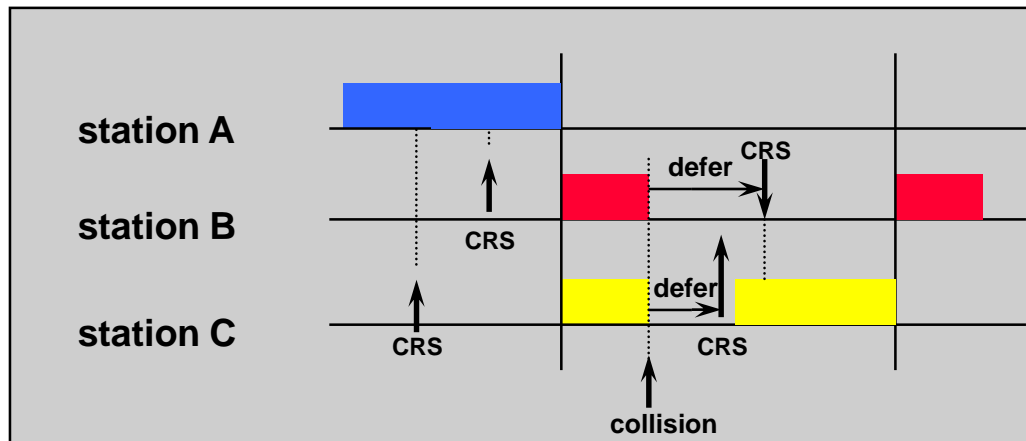 station A
CRS
defer
station B
CRS
defer
station C
CRS
CRS
collision